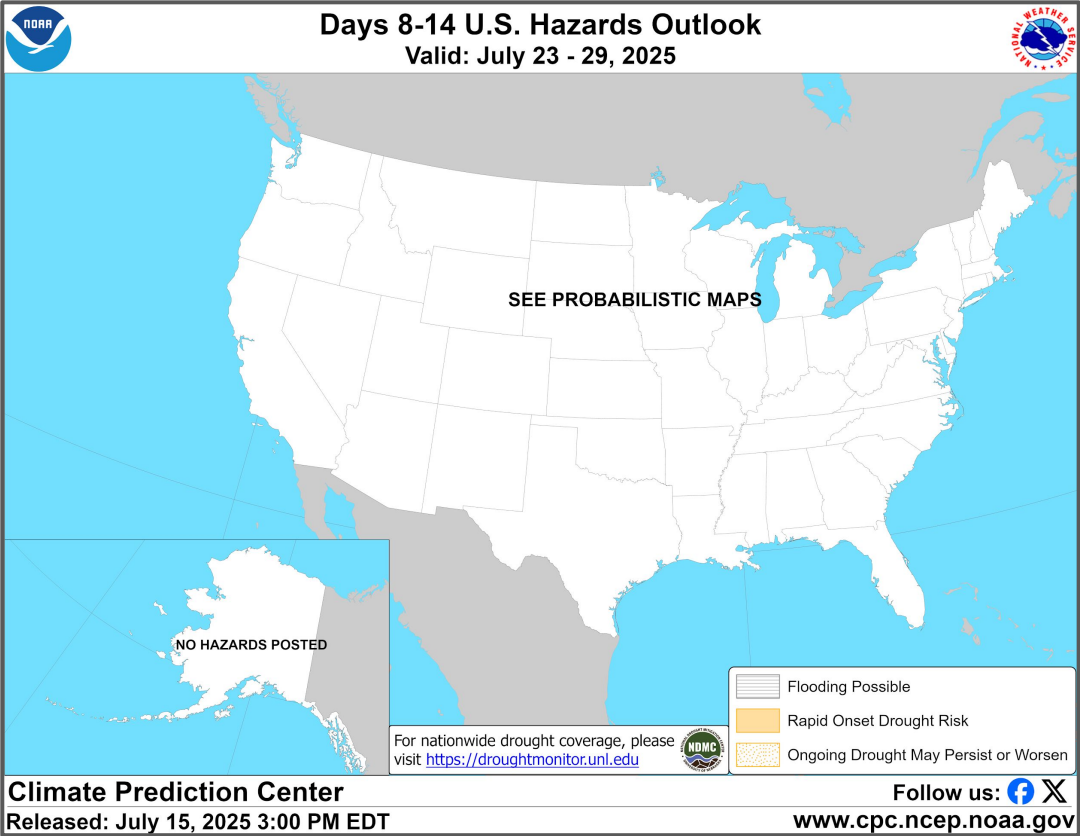 NOAA
Days 8-14 U.S. Hazards Outlook
Valid: July 23 - 29, 2025
NATIONAL WEATHER SERVICE
SEE PROBABILISTIC MAPS
NO HAZARDS POSTED
Flooding Possible
Rapid Onset Drought Risk
Ongoing Drought May Persist or Worsen
For nationwide drought coverage, please
visit https://droughtmonitor.unl.edu
NDMC
Climate Prediction Center
Released: July 15, 2025 3:00 PM EDT
Follow us:
www.cpc.ncep.noaa.gov